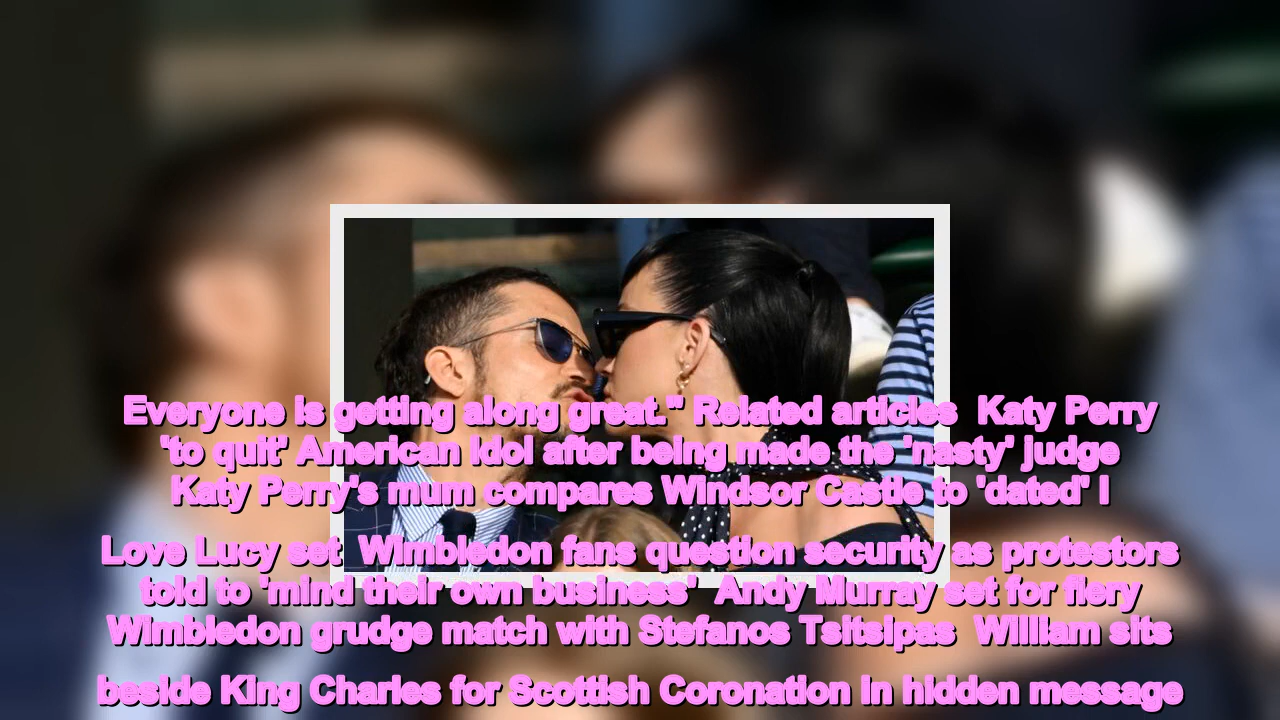 Everyone is getting along great." Related articles Katy Perry
'to quit' American Idol after being made the 'nasty' judge
Katy Perry's mum compares Windsor Castle to 'dated' I
Love Lucy set Wimbledon fans question security as protestors
told to 'mind their own business' Andy Murray set for fiery
Wimbledon grudge match with Stefanos Tsitsipas William sits
beside King Charles for Scottish Coronation in hidden message